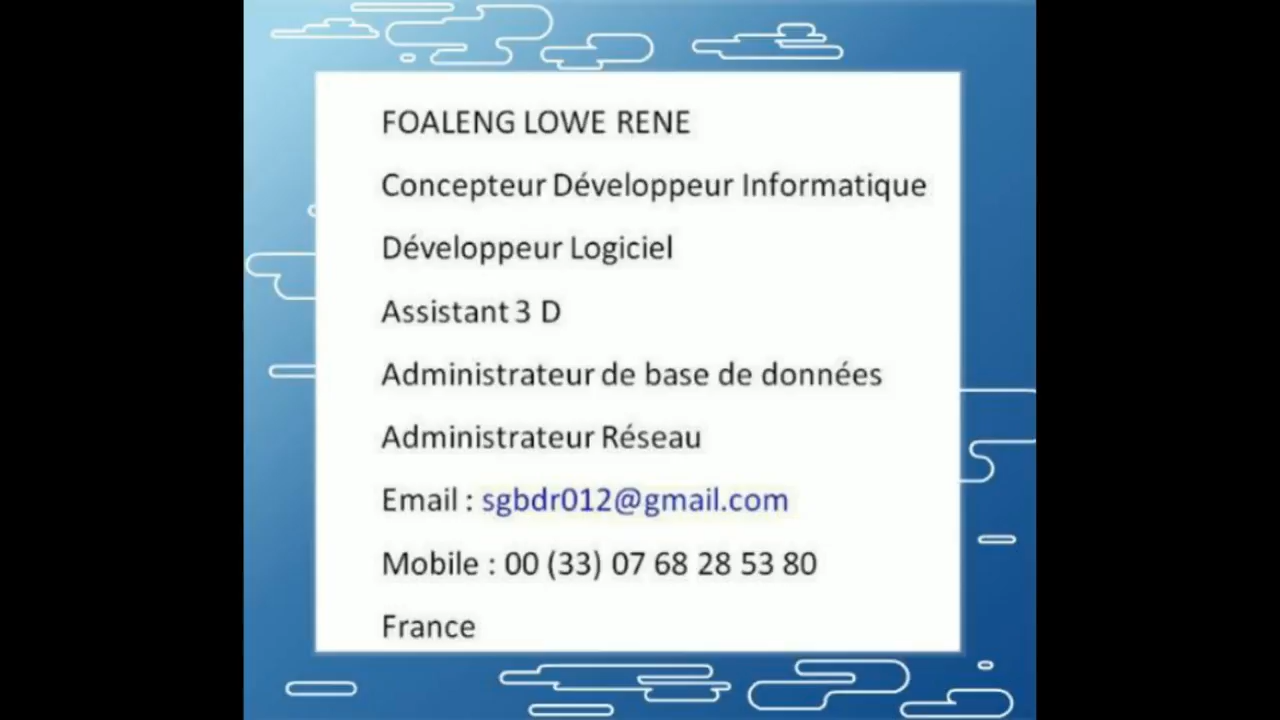 FOALENG LOWE RENE
Concepteur Développeur Informatique
Développeur Logiciel
Assistant 3 D
Administrateur de base de données
Administrateur Réseau
Email : sgbdr012@gmail.com
Mobile : 00 (33) 07 68 28 53 80
France